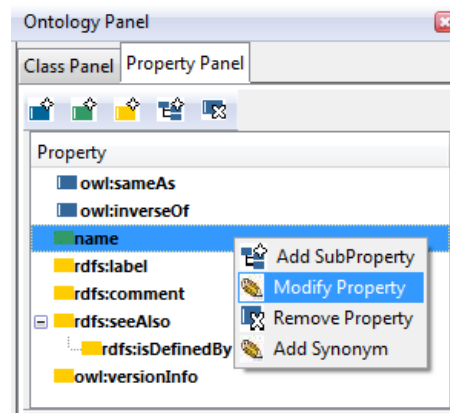 Ontology Panel
Class Panel Property Panel
Property
owl:sameAs
owl:inverseOf
name
rdfs:label
rdfs:comment
rdfs:seeAlso
rdfs:isDefinedBy
owl:versionInfo
Add SubProperty
Modify Property
Remove Property
Add Synonym